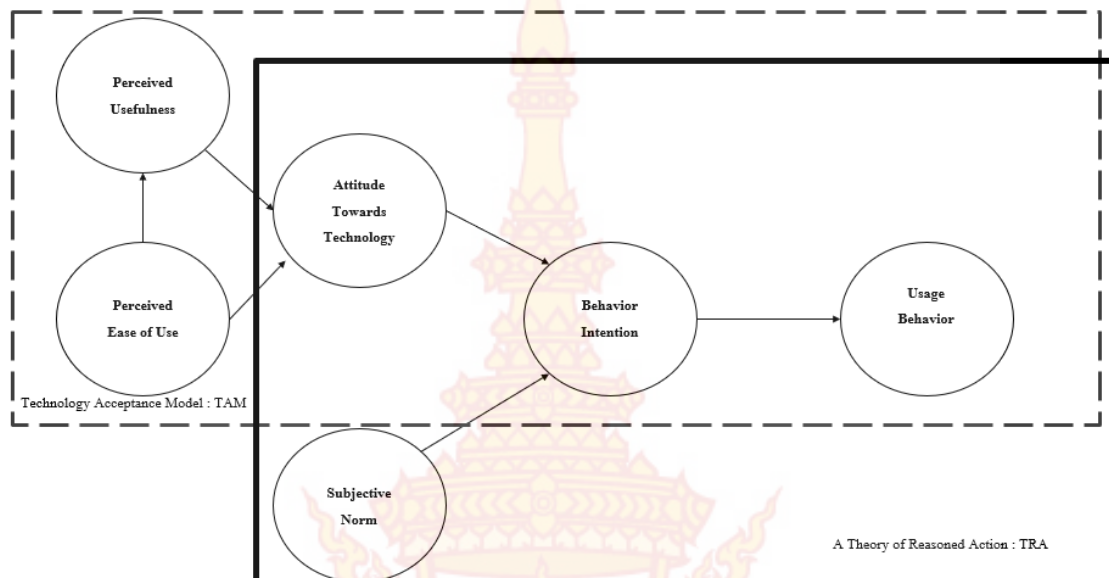 Perceived
Usefulness
Attitude
Towards
Technology
Perceived
Ease of Use
Behavior
Intention
Usage
Behavior
Technology Acceptance Model : TAM
Subjective
Norm
A Theory of Reasoned Action : TRA